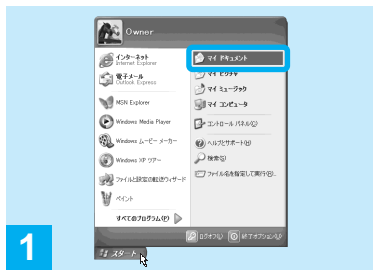 Owner
インターネット
Internet Explorer
電子メール
Outlook Express
MSN Explorer
Windows Media Player
Windows ムービー メーカー
Windows XP ツアー
ファイルと設定の転送ウィザード
ペイント
すべてのプログラム(P)
マイ ドキュメント
マイ ピクチャ
マイ ミュージック
マイ コンピュータ
コントロール パネル(C)
ヘルプとサポート(H)
検索(S)
ファイル名を指定して実行(R)...
ログオフ(L)
終了オプション(U)
スタート
1